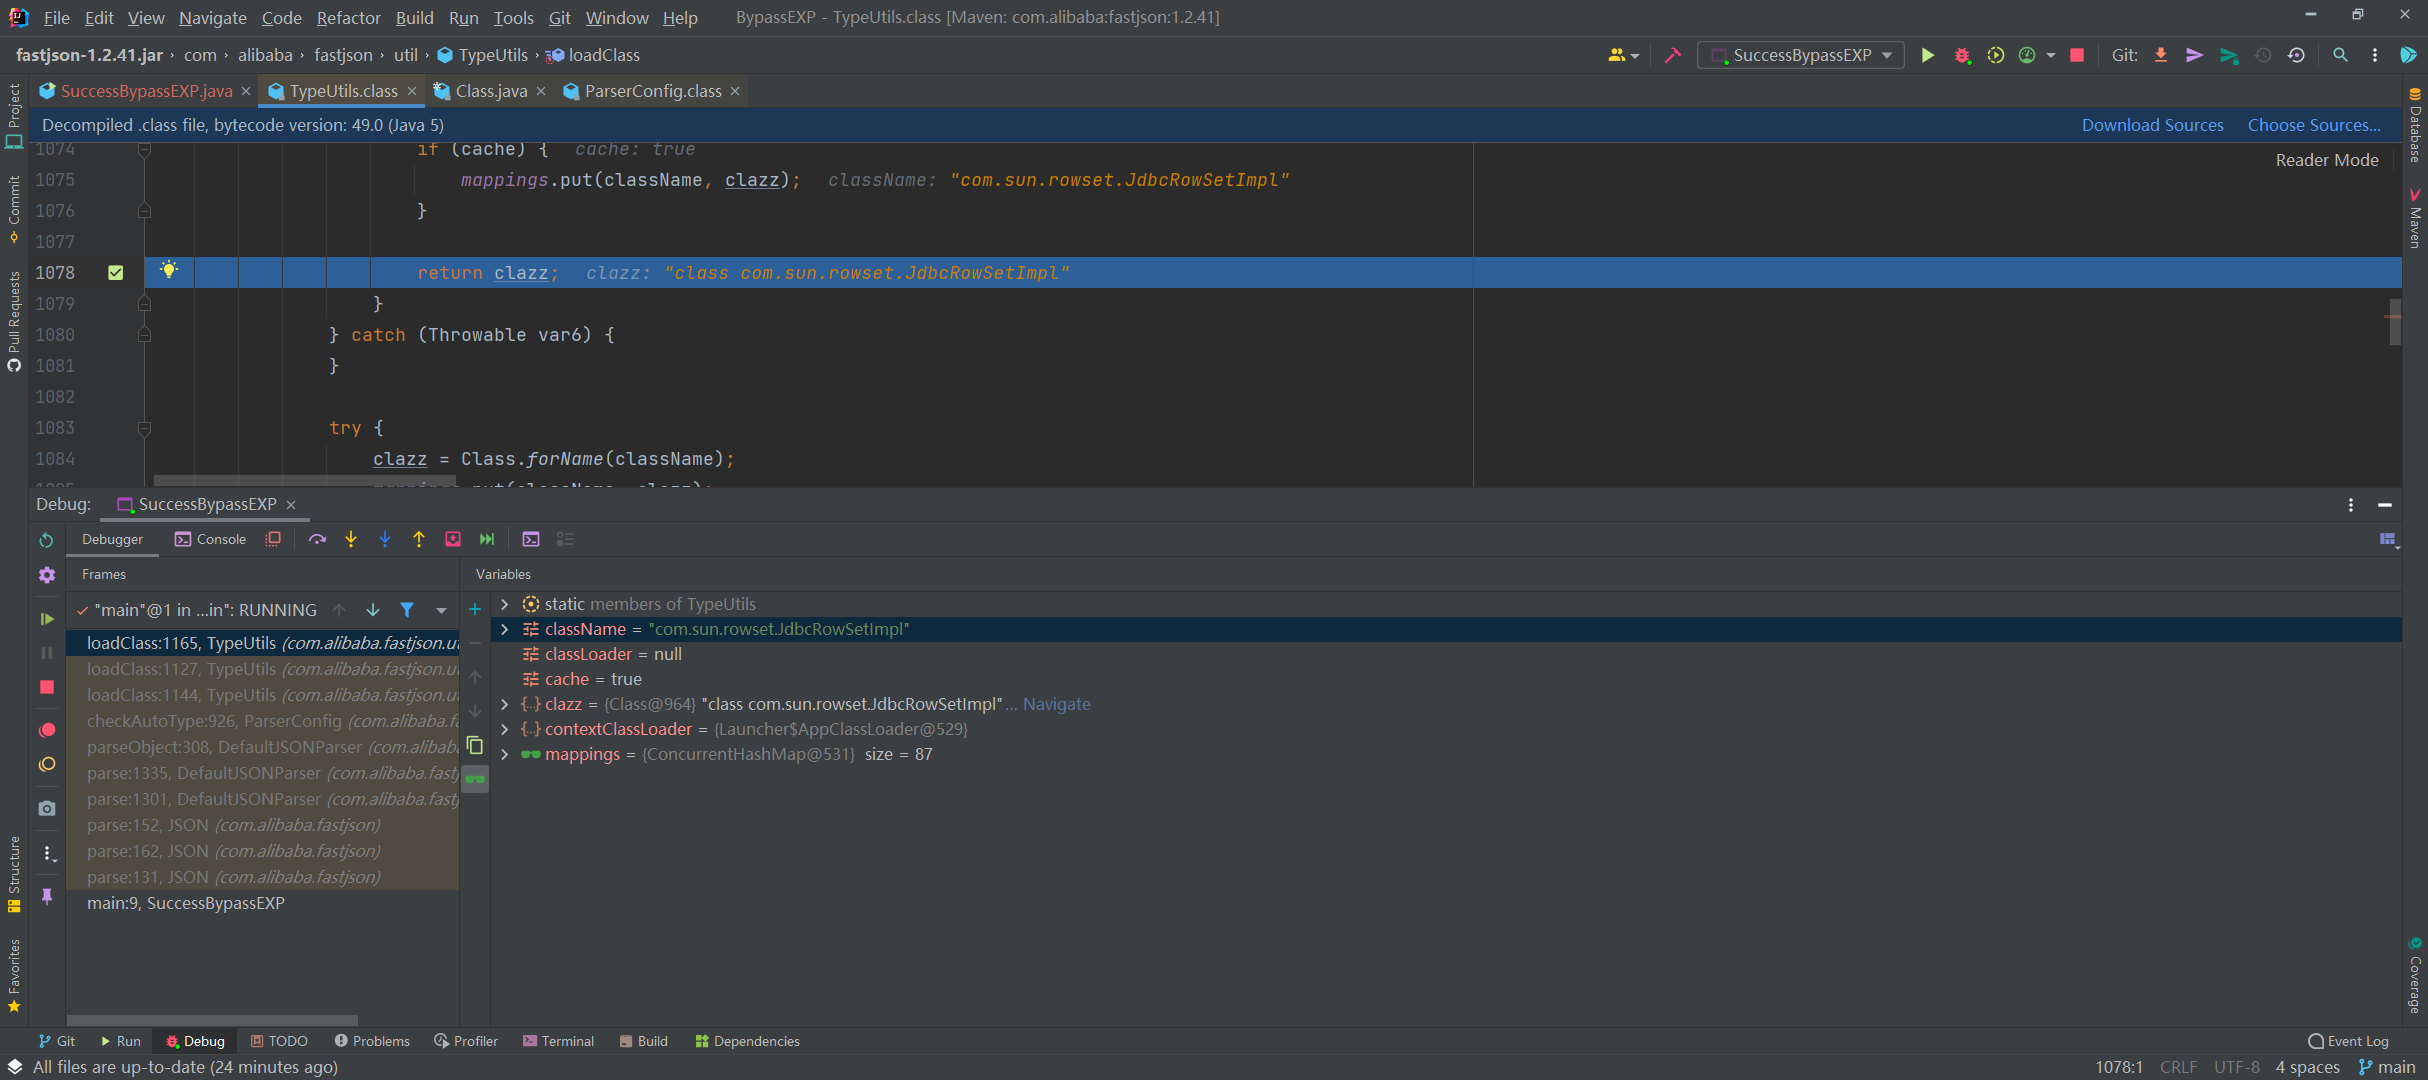 File Edit View Navigate Code Refactor Build Run Tools Git Window Help BypassEXP - TypeUtils.class [Maven: com.alibaba:fastjson:1.2.41]
fastjson-1.2.41.jar › com › alibaba › fastjson › util › TypeUtils › loadClass
SuccessBypassEXP
Git:
SuccessBypassEXP.java
TypeUtils.class
Class.java
ParserConfig.class
Decompiled .class file, bytecode version: 49.0 (Java 5)
Download Sources
Choose Sources...
Reader Mode
1074 if (cache) { cache: true
1075 mappings.put(className, clazz); className: "com.sun.rowset.JdbcRowSetImpl"
1076 }
1077
1078 return clazz; clazz: "class com.sun.rowset.JdbcRowSetImpl"
1079 }
1080 } catch (Throwable var6) {
1081 }
1082
1083 try {
1084 clazz = Class.forName(className);
Project
Commit
Pull Requests
Structure
Favorites
Database
Maven
Coverage
Debug: SuccessBypassEXP
Debugger
Console
Frames
Variables
"main"@1 in ...in": RUNNING
loadClass:1165, TypeUtils (com.alibaba.fastjson.ut
loadClass:1127, TypeUtils (com.alibaba.fastjson.ut
loadClass:1144, TypeUtils (com.alibaba.fastjson.ut
checkAutoType:926, ParserConfig (com.alibaba.fa
parseObject:308, DefaultJSONParser (com.alibaba.
parse:1335, DefaultJSONParser (com.alibaba.fastj
parse:1301, DefaultJSONParser (com.alibaba.fastj
parse:152, JSON (com.alibaba.fastjson)
parse:162, JSON (com.alibaba.fastjson)
parse:131, JSON (com.alibaba.fastjson)
main:9, SuccessBypassEXP
static members of TypeUtils
className = "com.sun.rowset.JdbcRowSetImpl"
classLoader = null
cache = true
clazz = {Class@964} "class com.sun.rowset.JdbcRowSetImpl" ... Navigate
contextClassLoader = {Launcher$AppClassLoader@529}
mappings = {ConcurrentHashMap@531} size = 87
Git Run Debug TODO Problems Profiler Terminal Build Dependencies
Event Log
All files are up-to-date (24 minutes ago)
1078:1 CRLF UTF-8 4 spaces main